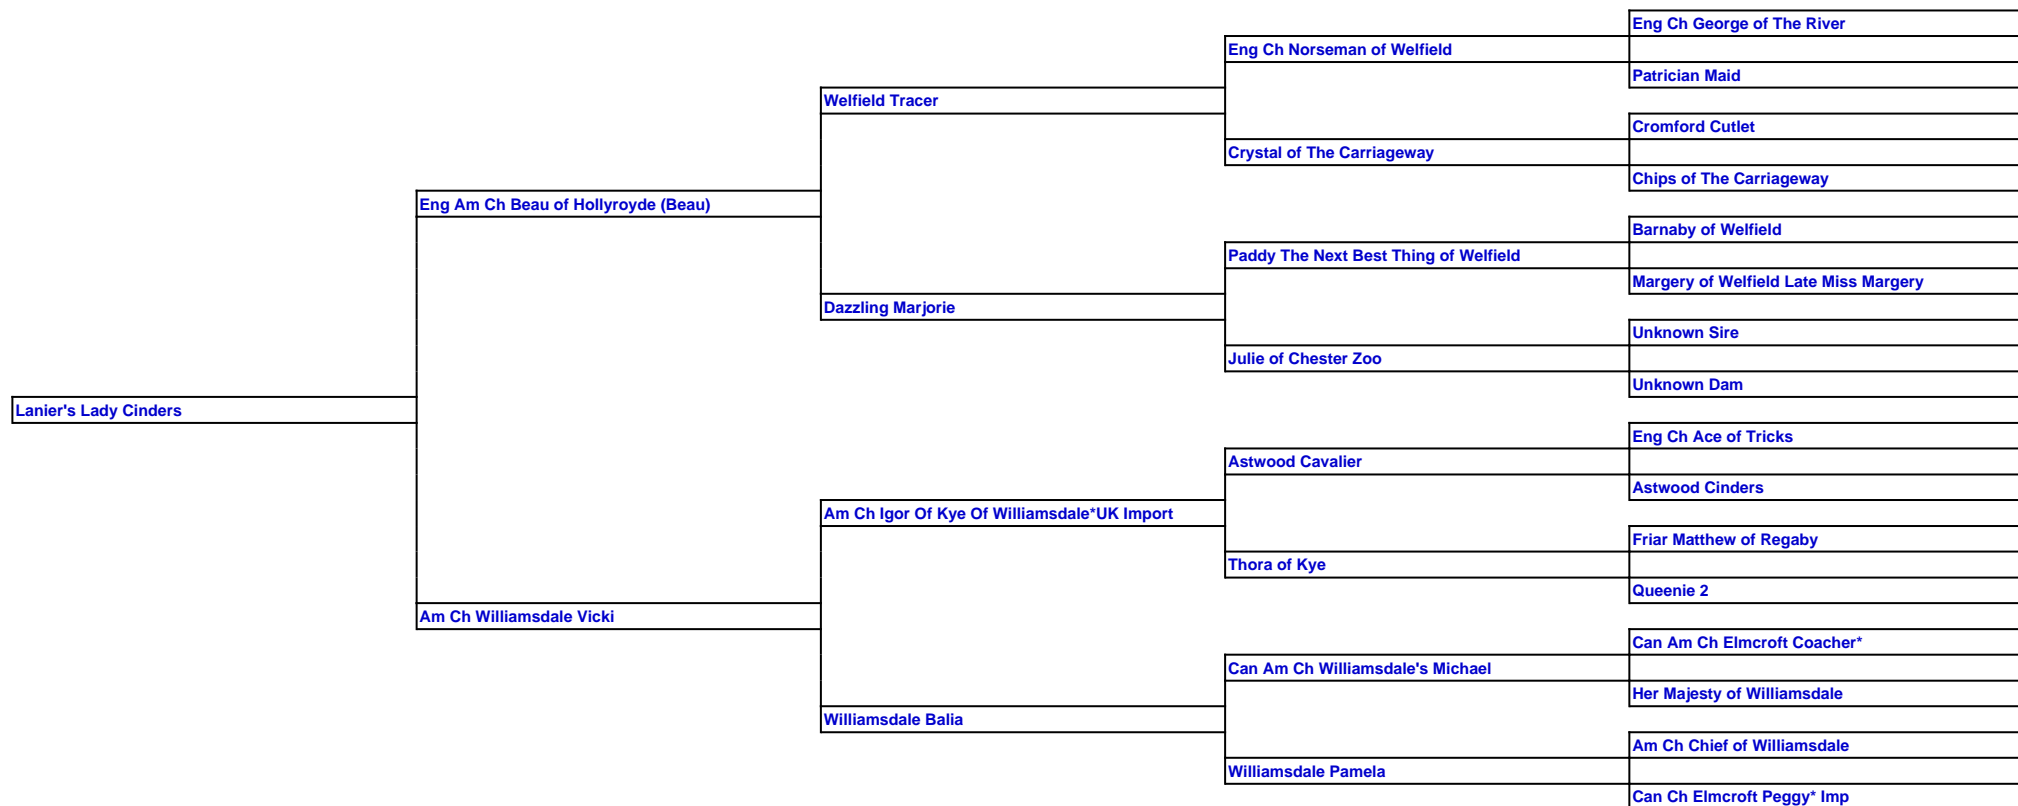 Eng Ch George of The River
Eng Ch Norseman of Welfield
Patrician Maid
Welfield Tracer
Cromford Cutlet
Crystal of The Carriageway
Chips of The Carriageway
Eng Am Ch Beau of Hollyroyde (Beau)
Barnaby of Welfield
Paddy The Next Best Thing of Welfield
Margery of Welfield Late Miss Margery
Dazzling Marjorie
Unknown Sire
Julie of Chester Zoo
Unknown Dam
Lanier's Lady Cinders
Eng Ch Ace of Tricks
Astwood Cavalier
Astwood Cinders
Am Ch Igor Of Kye Of Williamsdale*UK Import
Friar Matthew of Regaby
Thora of Kye
Queenie 2
Am Ch Williamsdale Vicki
Can Am Ch Elmcroft Coacher*
Can Am Ch Williamsdale's Michael
Her Majesty of Williamsdale
Williamsdale Balia
Am Ch Chief of Williamsdale
Williamsdale Pamela
Can Ch Elmcroft Peggy* Imp